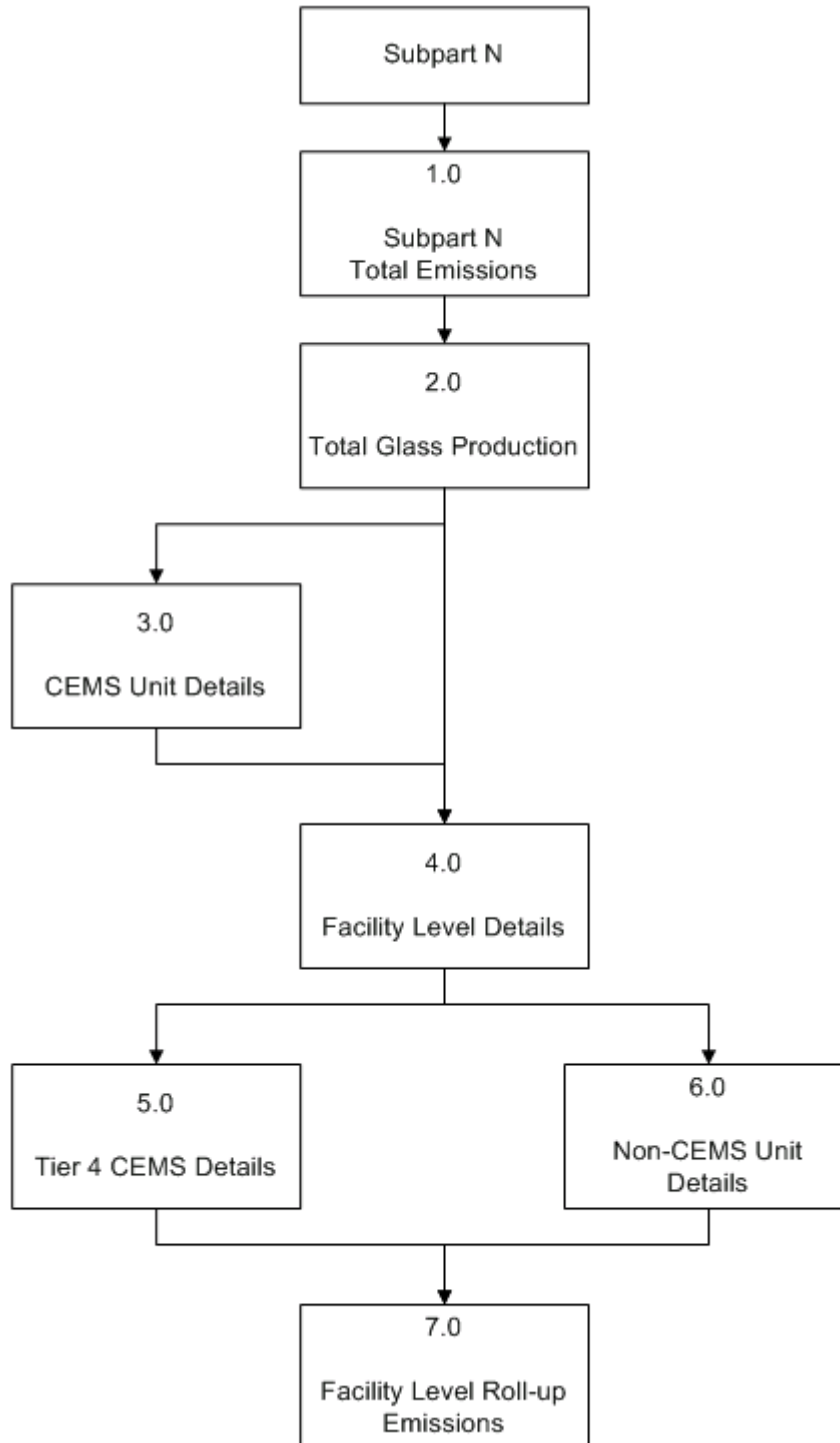 Subpart N
1.0
Subpart N
Total Emissions
2.0
Total Glass Production
3.0
CEMS Unit Details
4.0
Facility Level Details
5.0
Tier 4 CEMS Details
6.0
Non-CEMS Unit
Details
7.0
Facility Level Roll-up
Emissions